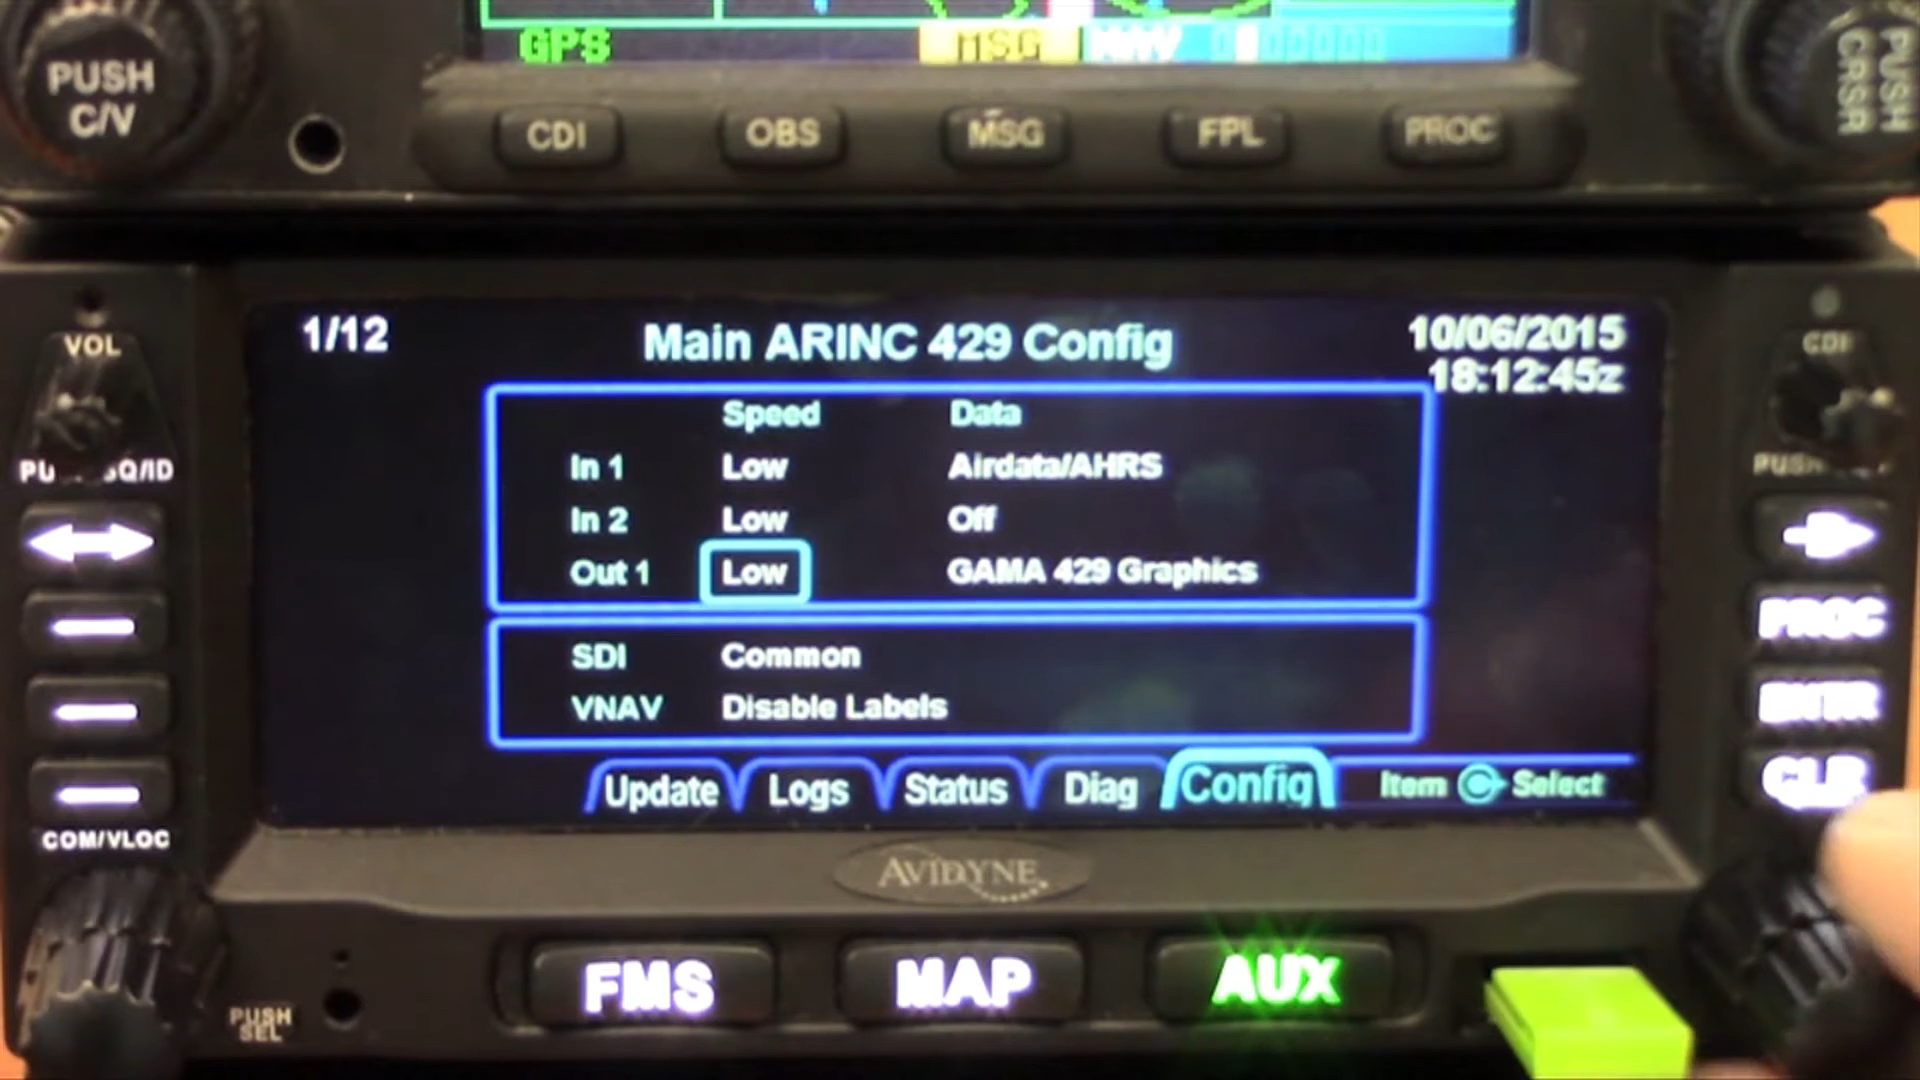 GPS MSG NAV
PUSH C/V
CDI OBS MSG FPL PROC
PUSH CRSR
1/12 Main ARINC 429 Config 10/06/2015
18:12:45z
VOL
Speed Data
In 1 Low Airdata/AHRS
In 2 Low Off
Out 1 Low GAMA 429 Graphics
SDI Common
VNAV Disable Labels
Update Logs Status Diag Config Item Select
CDI
PROC
ENTR
CLR
COM/VLOC
AVIDYNE
FMS MAP AUX
PUSH
SEL